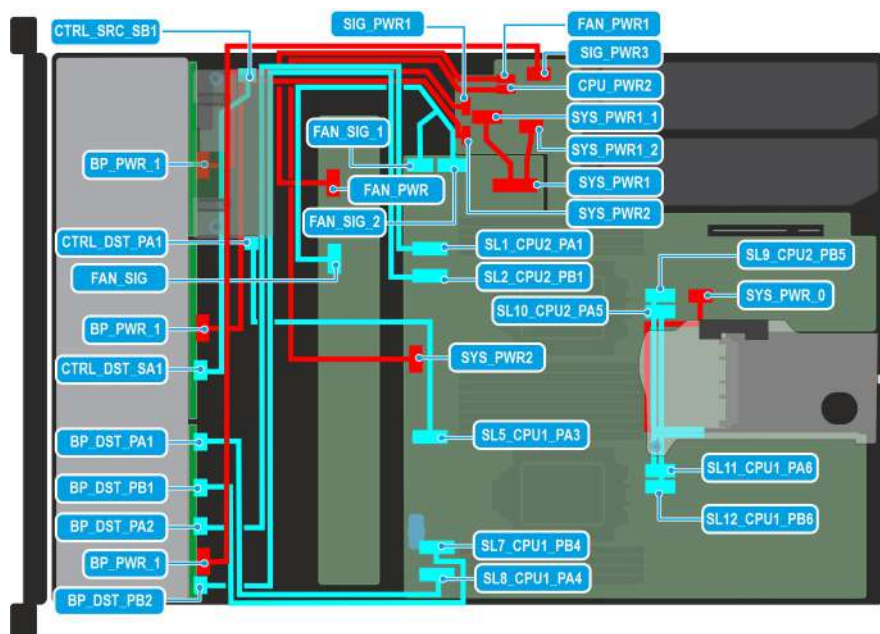 CTRL_SRC_SB1
SIG_PWR1
FAN_PWR1
SIG_PWR3
CPU_PWR2
SYS_PWR1_1
FAN_SIG_1
SYS_PWR1_2
BP_PWR_1
FAN_PWR
SYS_PWR1
SYS_PWR2
FAN_SIG_2
CTRL_DST_PA1
SL1_CPU2_PA1
SL9_CPU2_PB5
FAN_SIG
SL2_CPU2_PB1
SYS_PWR_0
SL10_CPU2_PA5
BP_PWR_1
SYS_PWR2
CTRL_DST_SA1
BP_DST_PA1
SL5_CPU1_PA3
SL11_CPU1_PA6
BP_DST_PB1
SL12_CPU1_PB6
BP_DST_PA2
SL7_CPU1_PB4
BP_PWR_1
SL8_CPU1_PA4
BP_DST_PB2